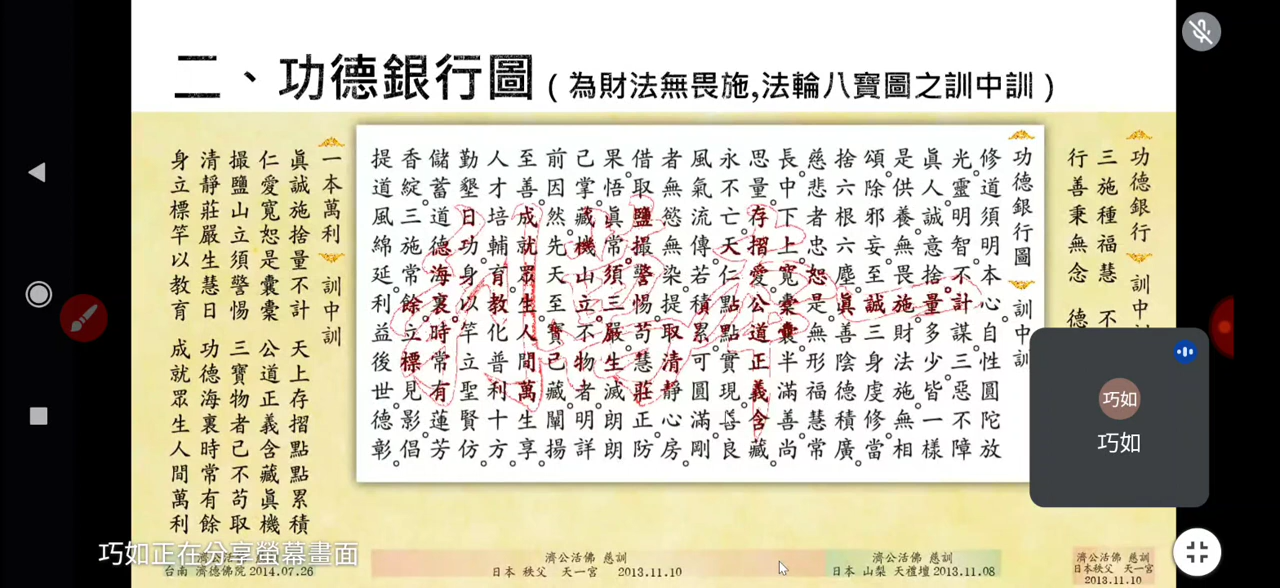 二、功德銀行圖(為財法無畏施,法輪八寶圖之訓中訓)
功德銀行 訓中訓
三施種福慧 不
行善秉無念 德
功德銀行圖 訓中訓
修道須明本心自性圓陀放
光靈明智不計謀三惡不障
眞人誠意捨量多少皆一樣
是供養無畏施財法施無相
頌除邪妄至誠三身虔修當
捨六根六塵眞善陰德積廣
慈悲者忠恕是無形福慧常
長中下上寬囊囊半滿善尚
思量存摺愛公道正義含藏
永不亡天仁點點實現善良
風氣流傳若積累可圓滿剛
者無慾無染提取清靜心房
借取鹽撮警惕苟慧莊正防
果悟眞常須三嚴生滅朗朗
己掌藏機山立不物者明詳
前因然先天至寶己藏闡揚
至善成就眾生人間萬生享
人才培輔育教化普利十方
勤墾日功身以竿立聖賢仿
儲蓄道德海裏時常有蓮芳
香綻三施常餘立標見影倡
提道風綿延利益後世德彰
一本萬利 訓中訓
眞誠施捨量不計 天上存摺點點累積
仁愛寬恕是囊囊 公道正義含藏眞機
撮鹽山立須警惕 三寶物者己不苟取
清靜莊嚴生慧日 功德海裏時常有餘
身立標竿以教育 成就眾生人間萬利
巧如
巧如
巧如正在分享螢幕畫面
濟公活佛 慈訓
台南 濟德佛院 2014.07.26
濟公活佛 慈訓
日本 秩父 天一宮 2013.11.10
濟公活佛 慈訓
日本 山梨 天禮壇 2013.11.08
濟公活佛 慈訓
日本秩父 天一宮
2013.11.10